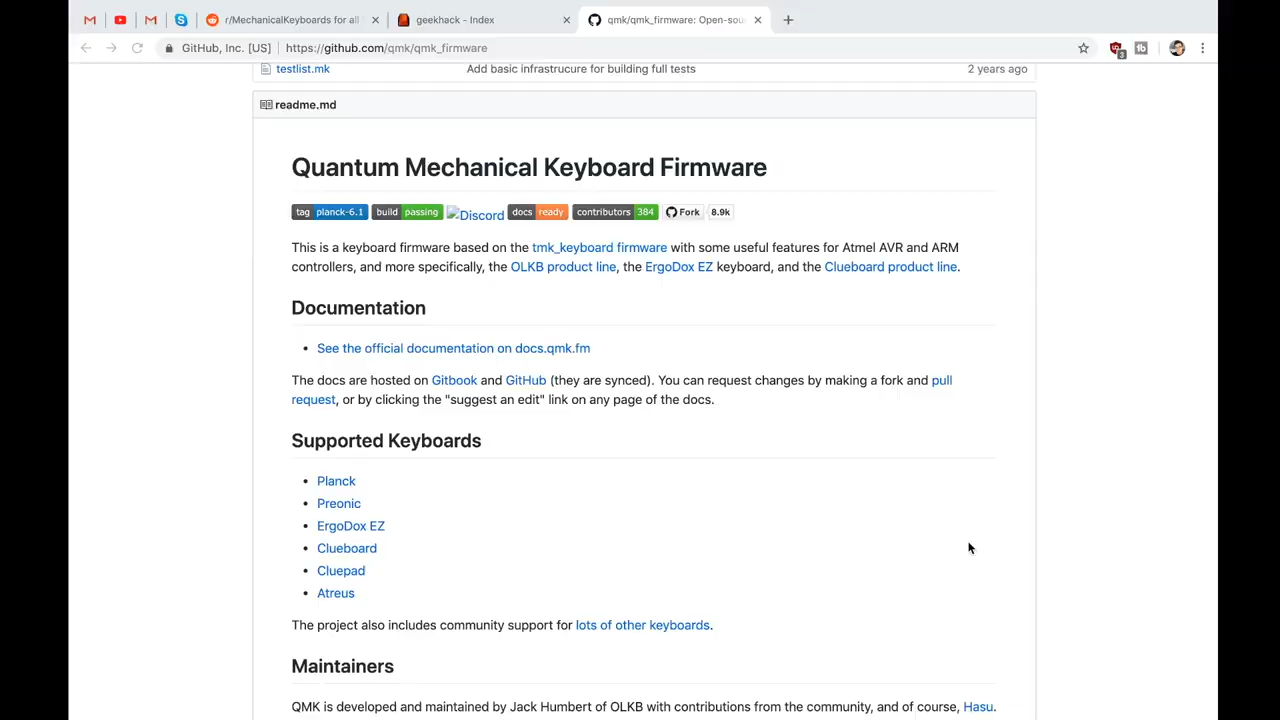 r/MechanicalKeyboards for all
geekhack - Index
qmk/qmk_firmware: Open-sou
GitHub, Inc. [US]
https://github.com/qmk/qmk_firmware
3
tb
testlist.mk
Add basic infrastrucure for building full tests
2 years ago
readme.md
Quantum Mechanical Keyboard Firmware
tag planck-6.1 build passing Discord docs ready contributors 384 Fork 8.9k
This is a keyboard firmware based on the tmk_keyboard firmware with some useful features for Atmel AVR and ARM
controllers, and more specifically, the OLKB product line, the ErgoDox EZ keyboard, and the Clueboard product line.
Documentation
• See the official documentation on docs.qmk.fm
The docs are hosted on Gitbook and GitHub (they are synced). You can request changes by making a fork and pull
request, or by clicking the "suggest an edit" link on any page of the docs.
Supported Keyboards
• Planck
• Preonic
• ErgoDox EZ
• Clueboard
• Cluepad
• Atreus
The project also includes community support for lots of other keyboards.
Maintainers
QMK is developed and maintained by Jack Humbert of OLKB with contributions from the community, and of course, Hasu.